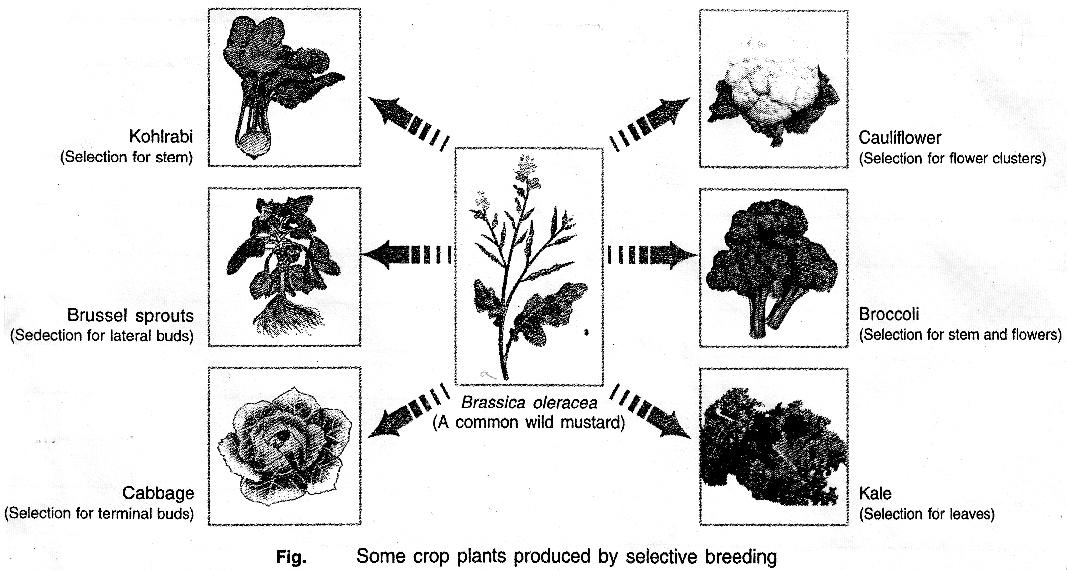 Kohlrabi
(Selection for stem)
Cauliflower
(Selection for flower clusters)
Brussel sprouts
(Sedection for lateral buds)
Broccoli
(Selection for stem and flowers)
Brassica oleracea
(A common wild mustard)
Cabbage
(Selection for terminal buds)
Kale
(Selection for leaves)
Fig. Some crop plants produced by selective breeding